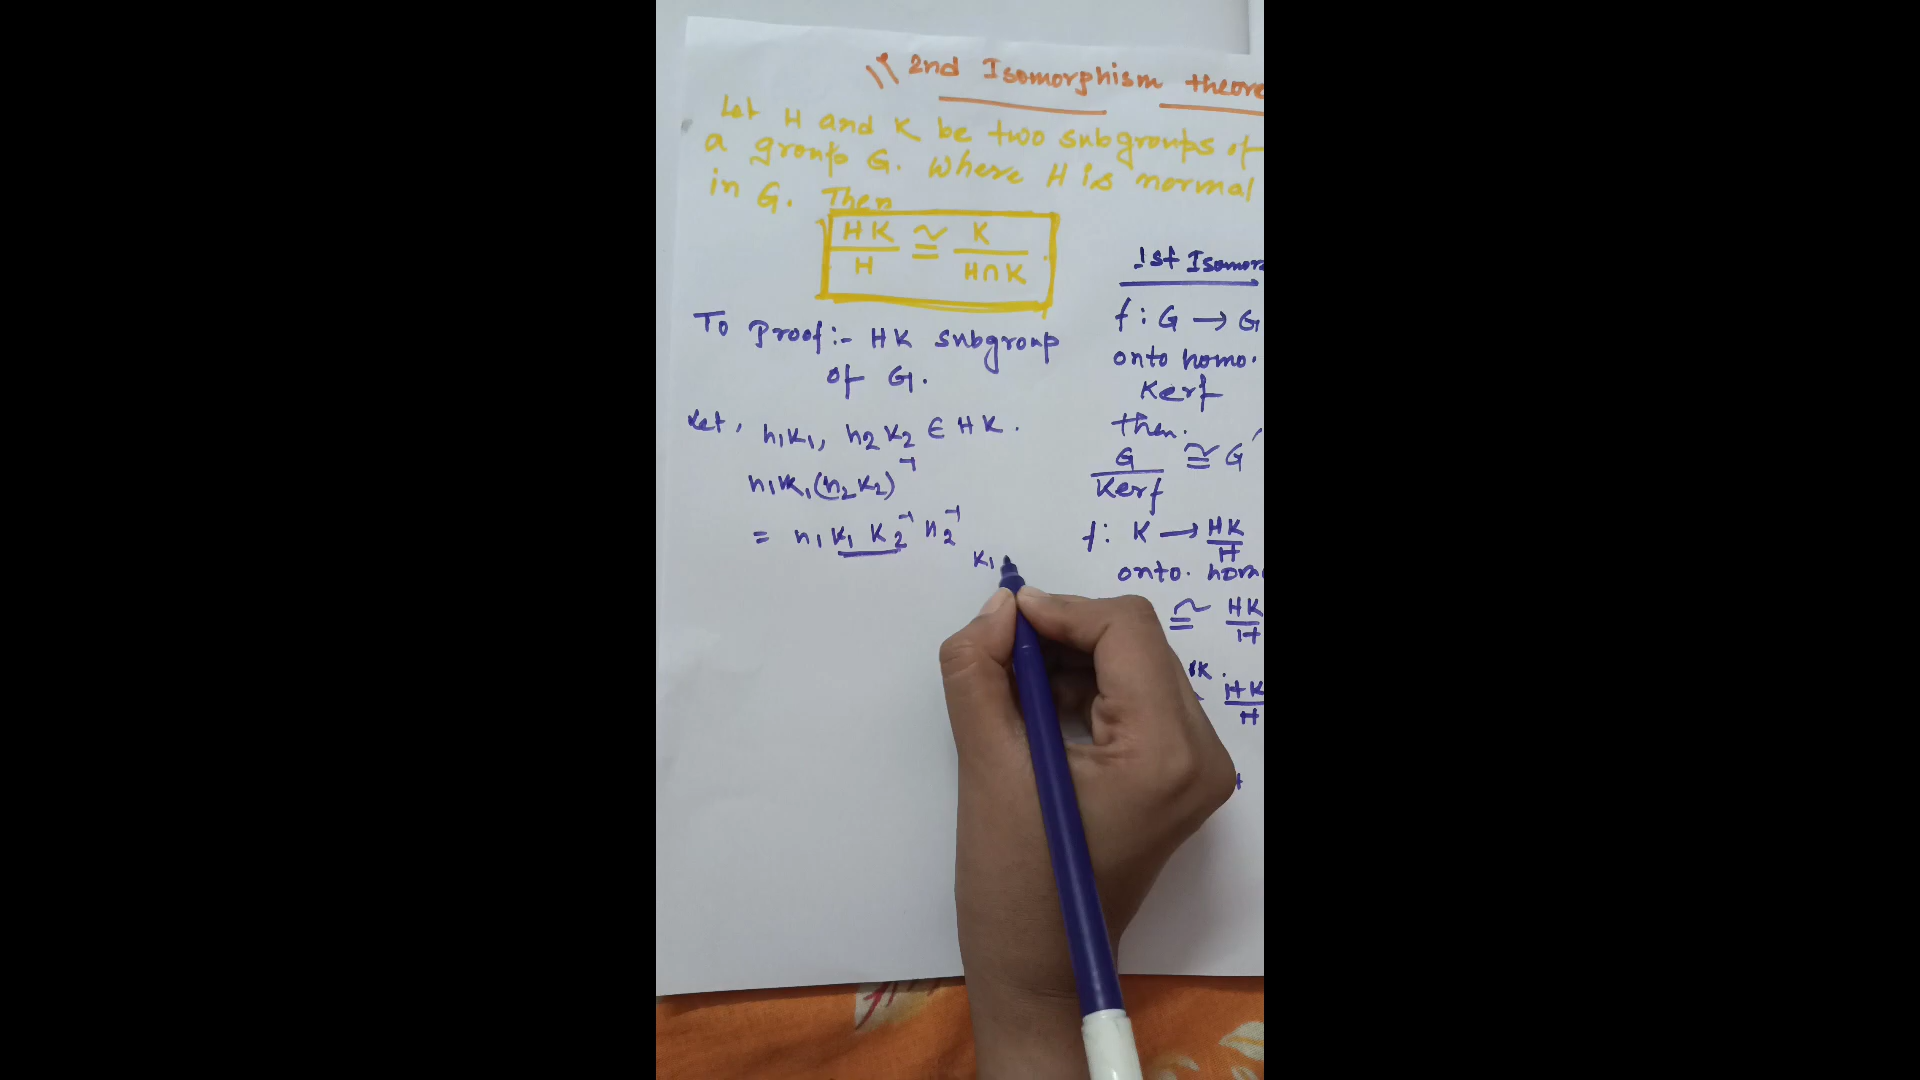 2nd Isomorphism theore
Let H and K be two subgroups of
a group G. Where H is normal
in G. Then
HK/H ≅ K/H∩K.
To Proof:- HK subgroup
of G.
Let, h₁k₁, h₂k₂ ∈ HK.
h₁k₁(h₂k₂)⁻¹
= h₁k₁ k₂⁻¹ h₂⁻¹
k₁
1st Isomor
f: G → G
onto homo.
Kerf
then.
G/Kerf ≅ G′
f: K → HK/H
onto. hom
≅ HK/H
K.
HK/H